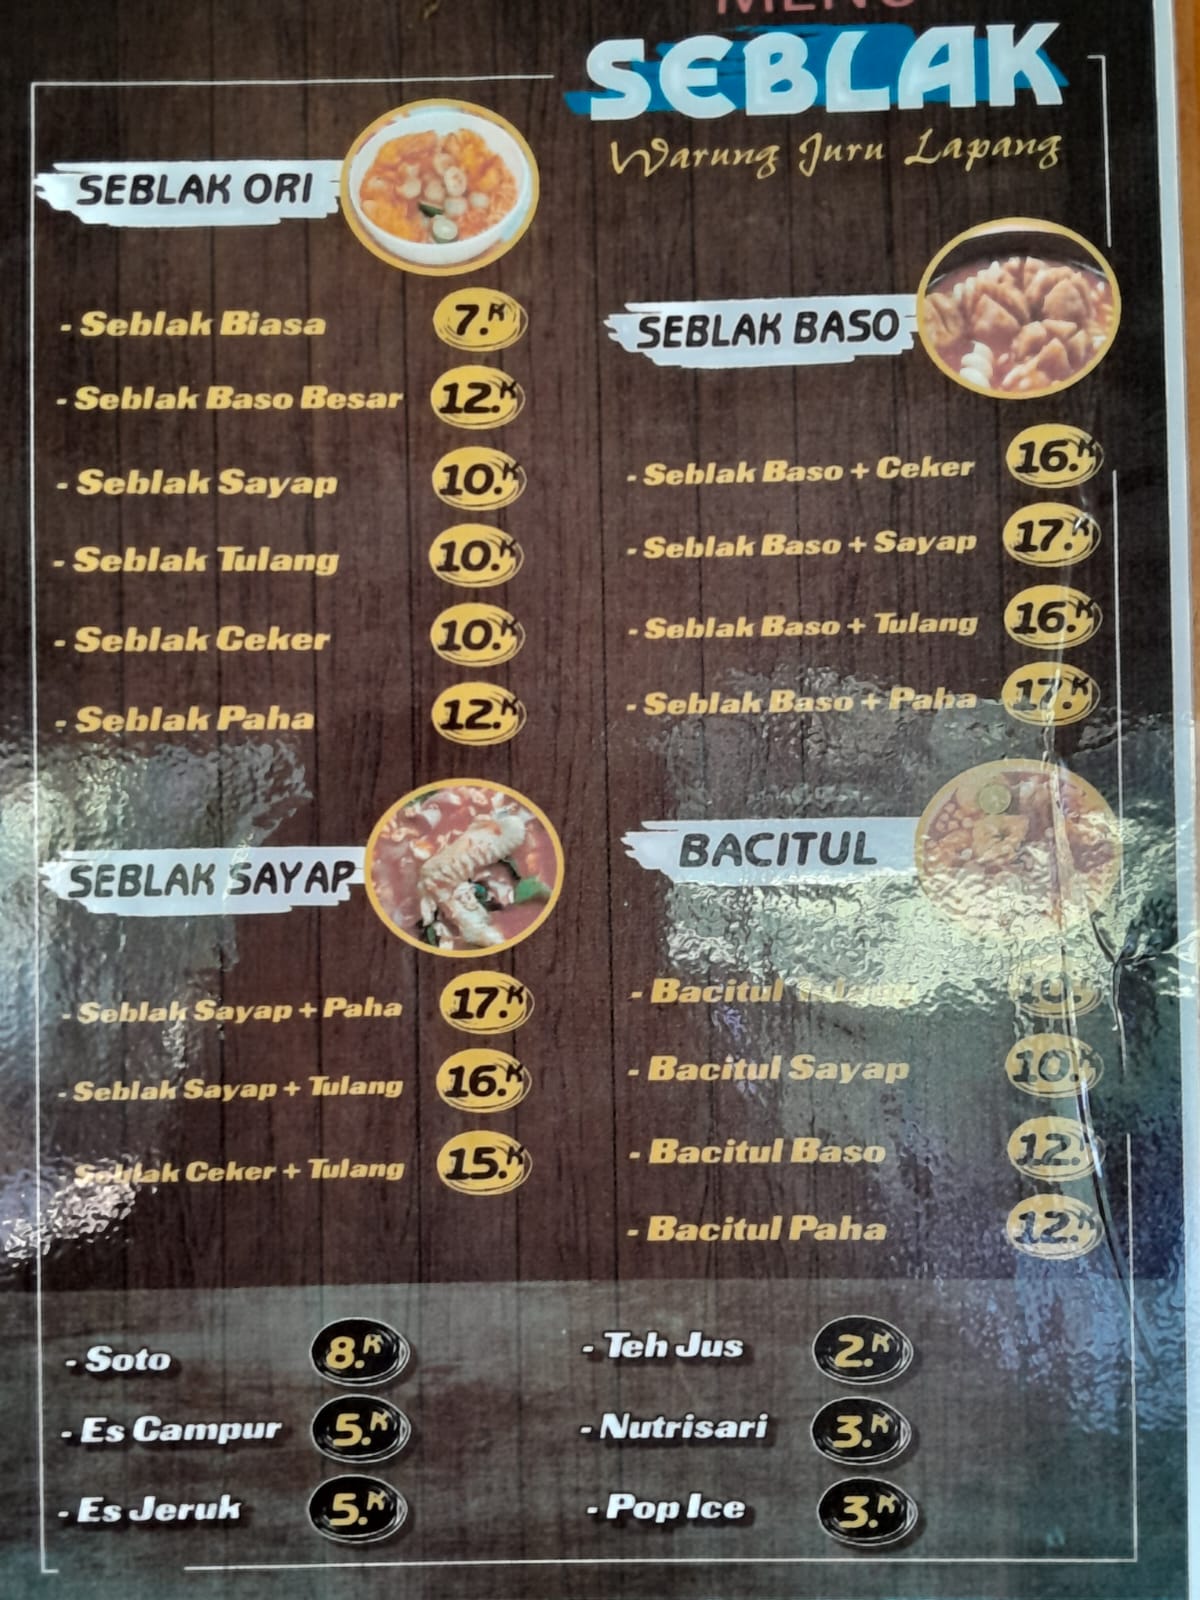 MENU
SEBLAK
Warung Juru Lapang
SEBLAK ORI
- Seblak Biasa 7.K
- Seblak Baso Besar 12.K
- Seblak Sayap 10.K
- Seblak Tulang 10.K
- Seblak Ceker 10.K
- Seblak Paha 12.K
SEBLAK BASO
- Seblak Baso + Ceker 16.K
- Seblak Baso + Sayap 17.K
- Seblak Baso + Tulang 16.K
- Seblak Baso + Paha 17.K
SEBLAK SAYAP
- Seblak Sayap + Paha 17.K
- Seblak Sayap + Tulang 16.K
Seblak Ceker + Tulang 15.K
BACITUL
- Bacitul 10.K
- Bacitul Sayap 10.K
- Bacitul Baso 12.K
- Bacitul Paha 12.K
- Soto 8.K
- Es Campur 5.K
- Es Jeruk 5.K
- Teh Jus 2.K
- Nutrisari 3.K
- Pop Ice 3.K